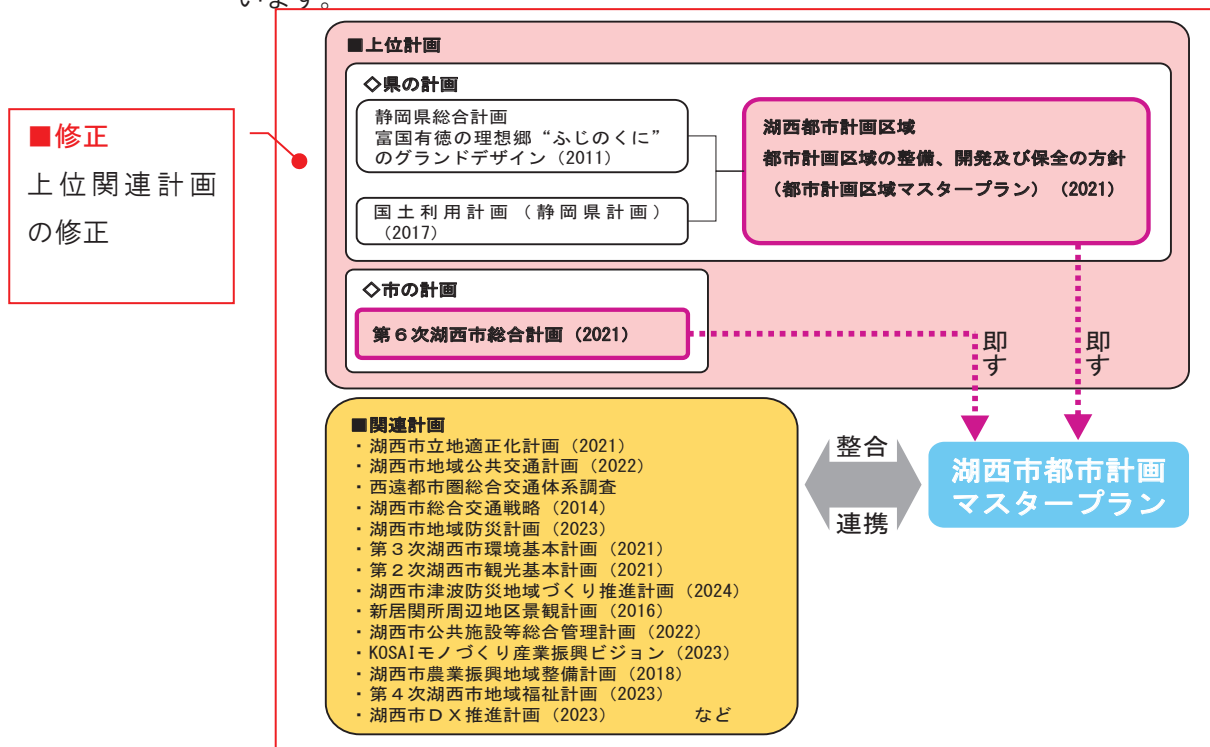 います。
■修正
上位関連計画
の修正
■上位計画
◇県の計画
静岡県総合計画
富国有徳の理想郷“ふじのくに”
のグランドデザイン（2011）
国土利用計画（静岡県計画）
（2017）
湖西都市計画区域
都市計画区域の整備、開発及び保全の方針
（都市計画区域マスタープラン）（2021）
◇市の計画
第６次湖西市総合計画（2021）
即す
即す
■関連計画
・湖西市立地適正化計画（2021）
・湖西市地域公共交通計画（2022）
・西遠都市圏総合交通体系調査
・湖西市総合交通戦略（2014）
・湖西市地域防災計画（2023）
・第３次湖西市環境基本計画（2021）
・第２次湖西市観光基本計画（2021）
・湖西市津波防災地域づくり推進計画（2024）
・新居関所周辺地区景観計画（2016）
・湖西市公共施設等総合管理計画（2022）
・KOSAIモノづくり産業振興ビジョン（2023）
・湖西市農業振興地域整備計画（2018）
・第４次湖西市地域福祉計画（2023）
・湖西市ＤＸ推進計画（2023）　など
整合
連携
湖西市都市計画
マスタープラン